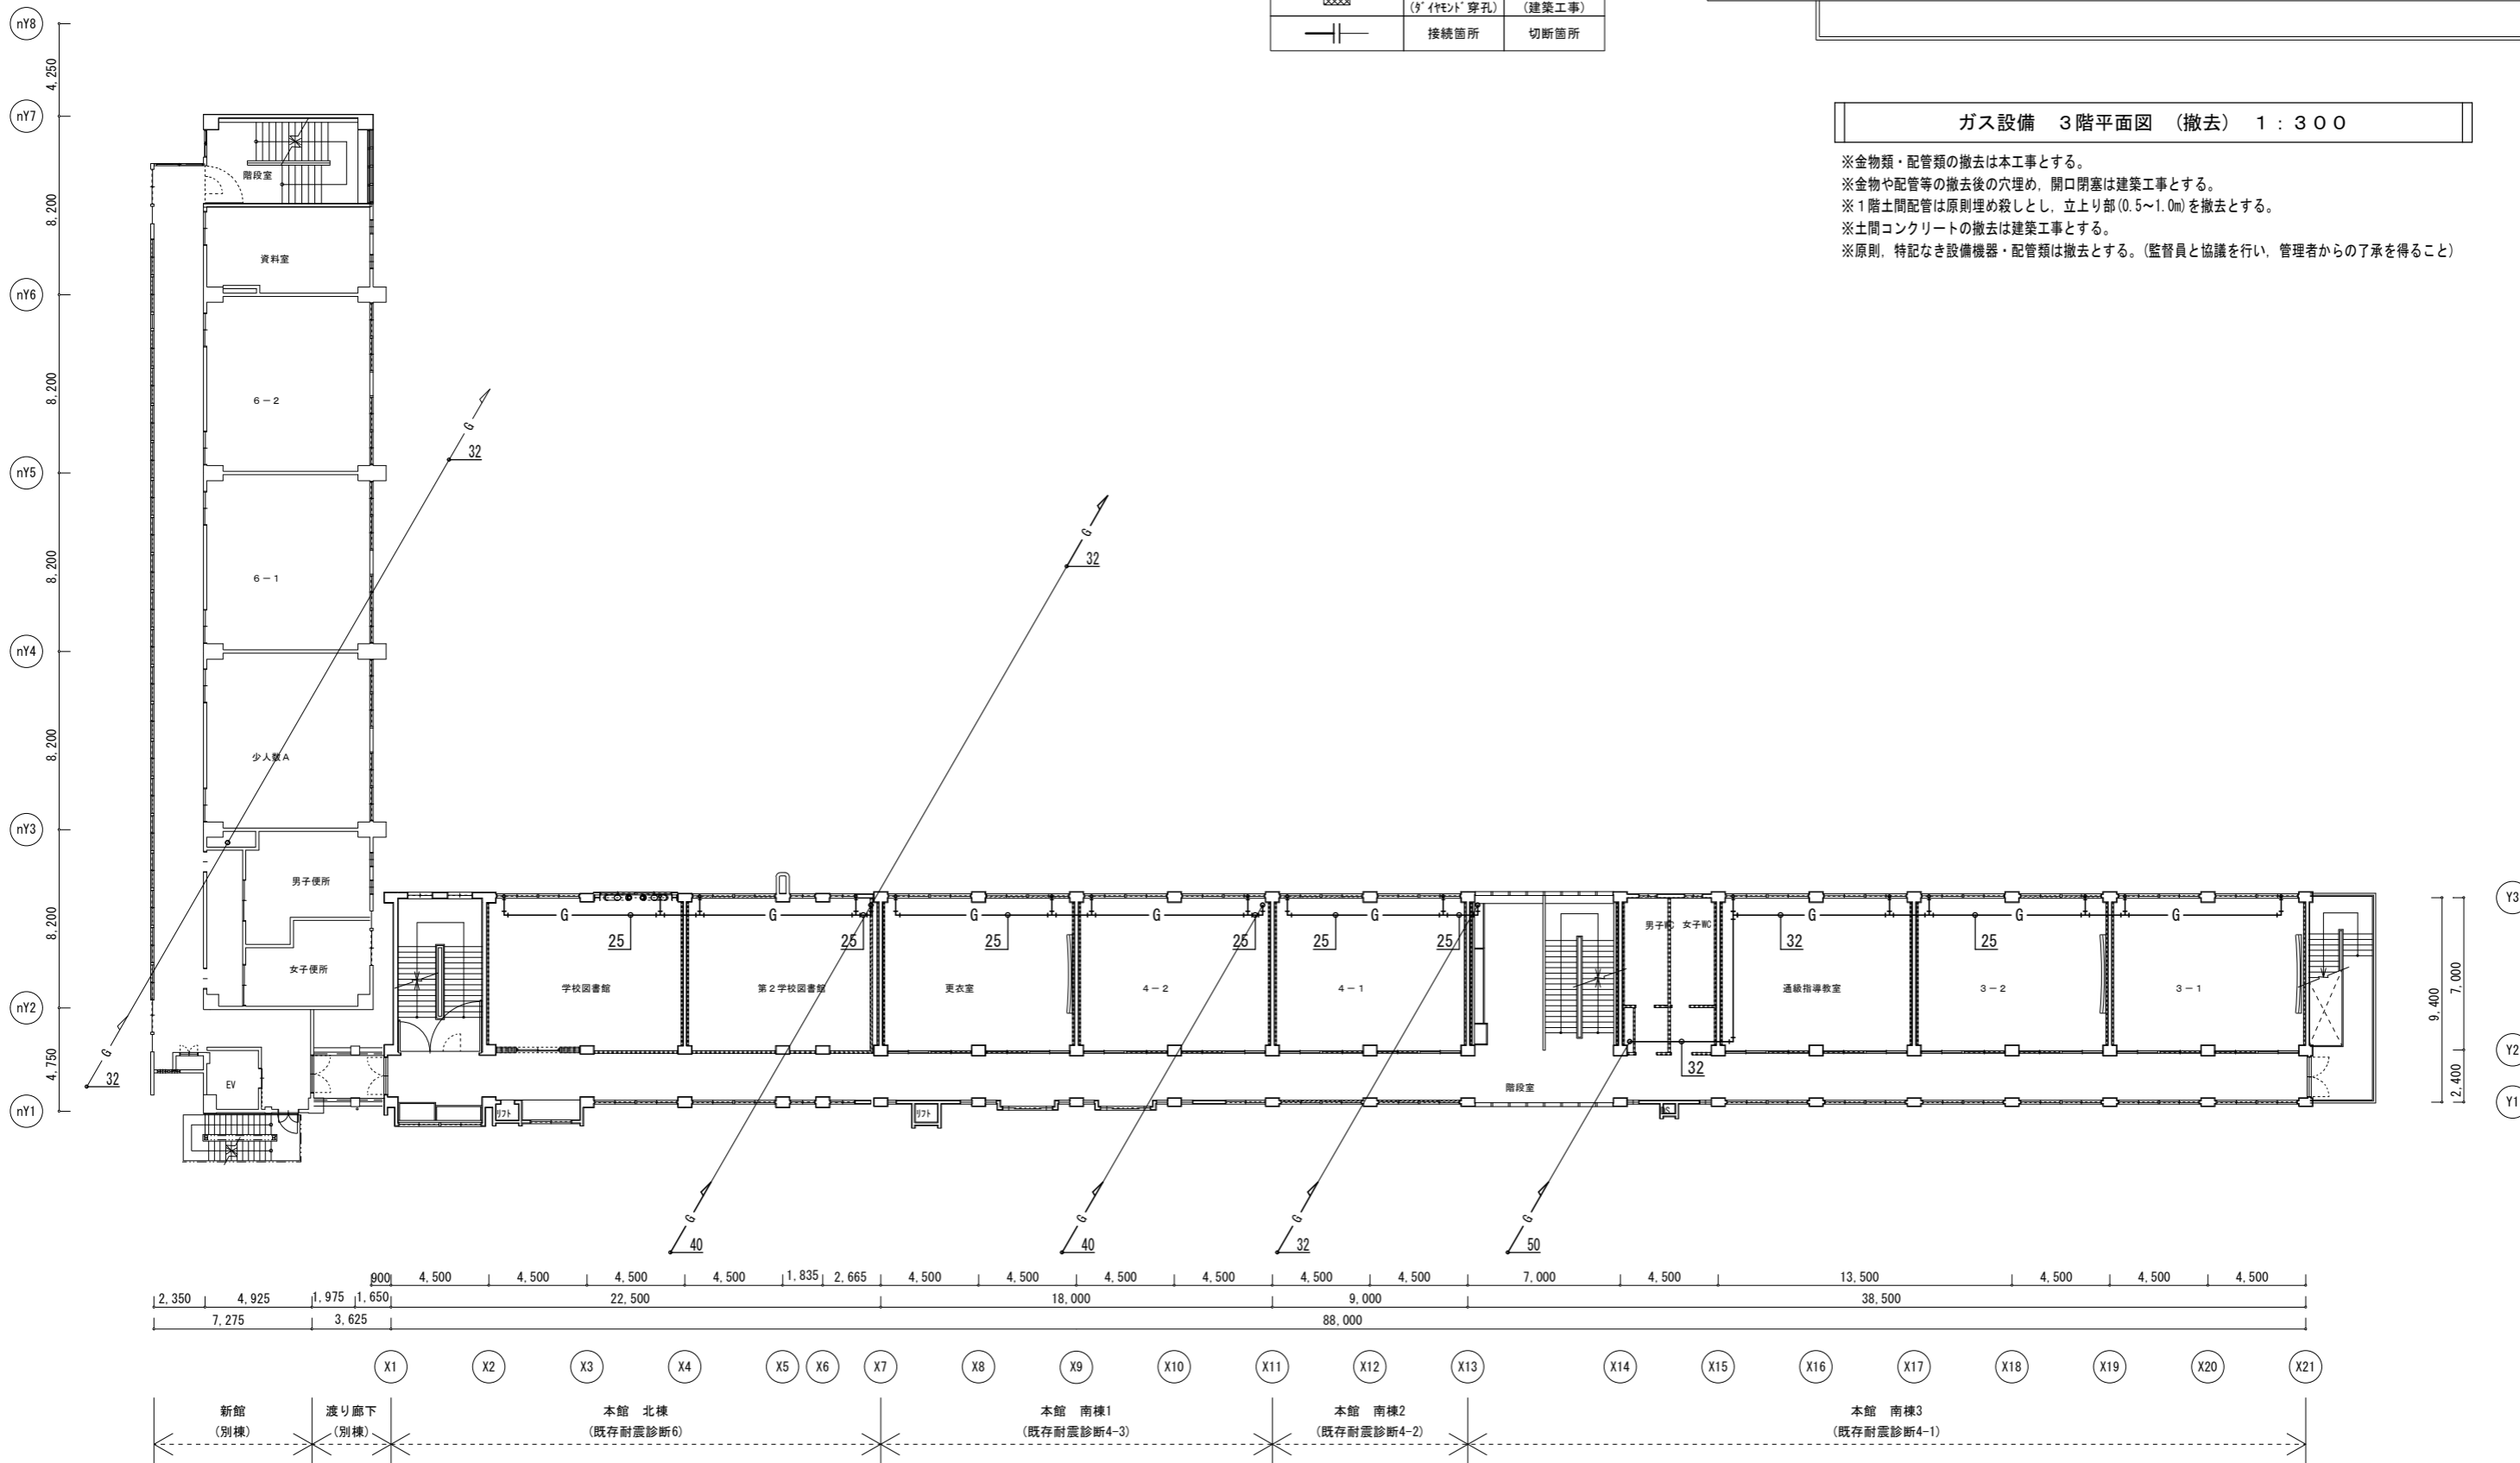 (ﾀﾞｲﾔﾓﾝﾄﾞ穿孔) (建築工事)
接続箇所 切断箇所
ガス設備 3階平面図 (撤去) 1:300
※金物類・配管類の撤去は本工事とする。
※金物や配管等の撤去後の穴埋め, 開口閉塞は建築工事とする。
※1階土間配管は原則埋め殺しとし, 立上り部(0.5~1.0m)を撤去とする。
※土間コンクリートの撤去は建築工事とする。
※原則, 特記なき設備機器・配管類は撤去とする。(監督員と協議を行い, 管理者からの了承を得ること)
nY8
4,250
nY7
8,200
nY6
8,200
nY5
8,200
nY4
8,200
nY3
8,200
nY2
4,750
nY1
階段室
資料室
6-2
6-1
少人数A
男子便所
女子便所
EV
G
32
G
32
G
32
G G G G G G G G
25 25 25 25 25 25 32 25
学校図書館 第2学校図書館 更衣室 4-2 4-1 男子WC 女子WC 通級指導教室 3-2 3-1
32
階段室
ﾘﾌﾄ ﾘﾌﾄ
G G G G
40 40 32 50
Y3
7,000
9,400
Y2
2,400
Y1
900 4,500 4,500 4,500 4,500 1,835 2,665 4,500 4,500 4,500 4,500 4,500 4,500 7,000 4,500 13,500 4,500 4,500 4,500
2,350 4,925 1,975 1,650 22,500 18,000 9,000 38,500
7,275 3,625 88,000
X1 X2 X3 X4 X5 X6 X7 X8 X9 X10 X11 X12 X13 X14 X15 X16 X17 X18 X19 X20 X21
新館 渡り廊下 本館 北棟 本館 南棟1 本館 南棟2 本館 南棟3
(別棟) (別棟) (既存耐震診断6) (既存耐震診断4-3) (既存耐震診断4-2) (既存耐震診断4-1)